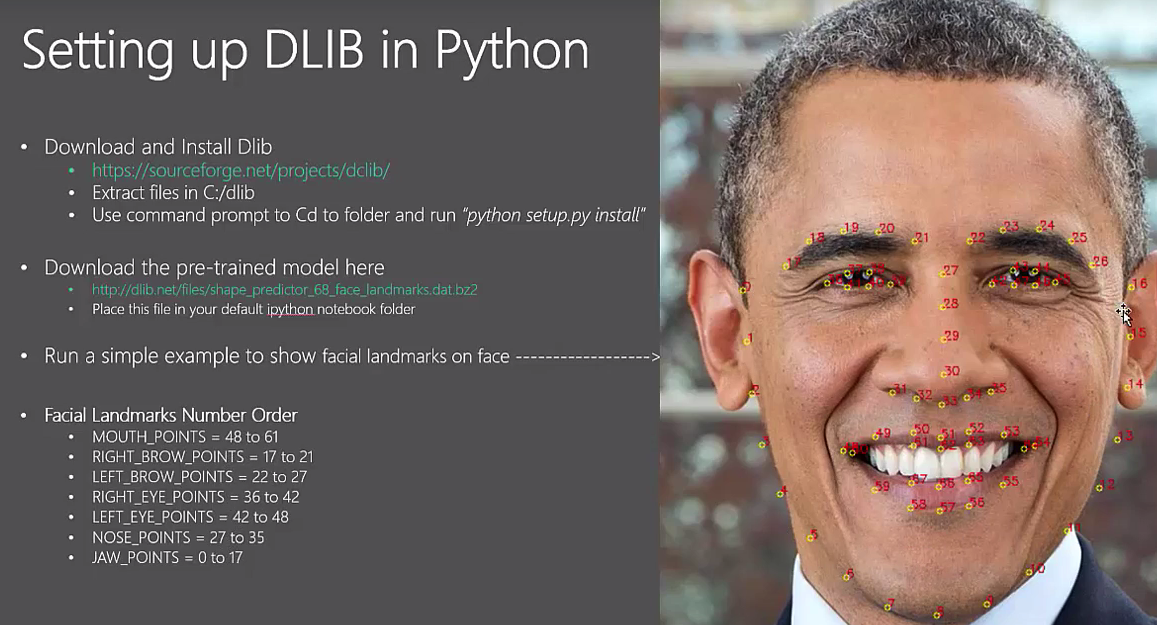 Setting up DLIB in Python
• Download and Install Dlib
• https://sourceforge.net/projects/dclib/
• Extract files in C:/dlib
• Use command prompt to Cd to folder and run "python setup.py install"
• Download the pre-trained model here
• http://dlib.net/files/shape_predictor_68_face_landmarks.dat.bz2
• Place this file in your default ipython notebook folder
• Run a simple example to show facial landmarks on face ------------------>
• Facial Landmarks Number Order
• MOUTH_POINTS = 48 to 61
• RIGHT_BROW_POINTS = 17 to 21
• LEFT_BROW_POINTS = 22 to 27
• RIGHT_EYE_POINTS = 36 to 42
• LEFT_EYE_POINTS = 42 to 48
• NOSE_POINTS = 27 to 35
• JAW_POINTS = 0 to 17
19 20 23 24
18 21 22 25
17 26
27
0 16
28
1 29 15
30
2 31 32 33 34 35 14
49 50 51 52 53 13
3
59 55 12
4 58 57 56
5 11
6 10
7 8 9